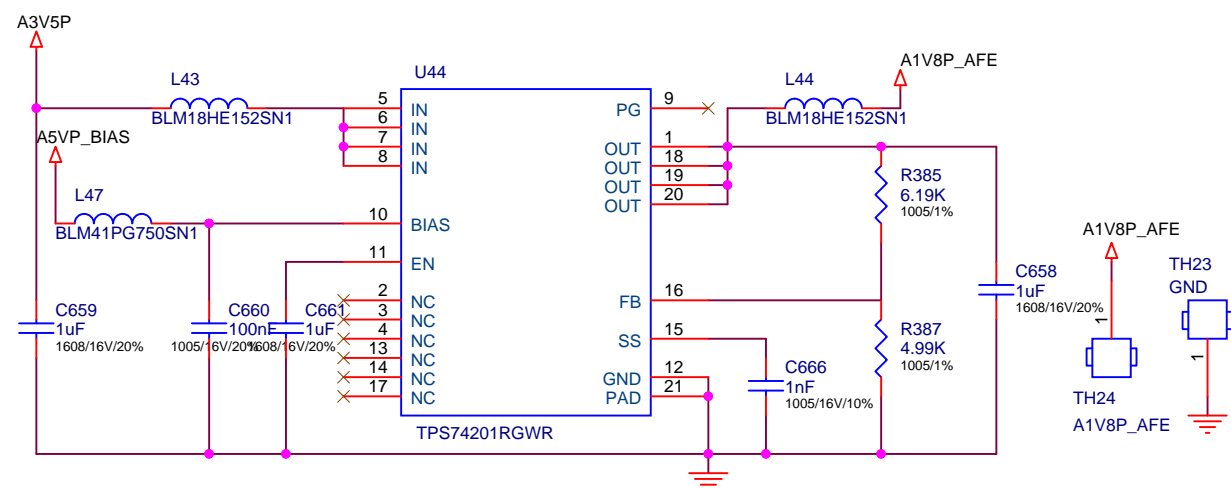 A3V5P
L43
BLM18HE152SN1
A5VP_BIAS
L47
BLM41PG750SN1
C659
1uF
1608/16V/20%
C660
100nF
1005/16V/20%
C661
1uF
1608/16V/20%
U44
5 IN
6 IN
7 IN
8 IN
10 BIAS
11 EN
2 NC
3 NC
4 NC
13 NC
14 NC
17 NC
PG 9
OUT 1
OUT 18
OUT 19
OUT 20
FB 16
SS 15
GND 12
PAD 21
TPS74201RGWR
L44
BLM18HE152SN1
A1V8P_AFE
R385
6.19K
1005/1%
R387
4.99K
1005/1%
C666
1nF
1005/16V/10%
C658
1uF
1608/16V/20%
A1V8P_AFE
1
TH24
A1V8P_AFE
TH23
GND
1